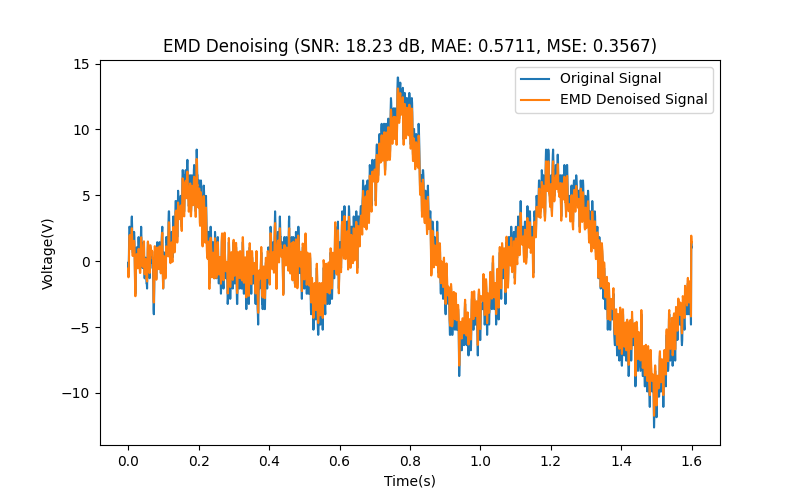 EMD Denoising (SNR: 18.23 dB, MAE: 0.5711, MSE: 0.3567)
Original Signal
EMD Denoised Signal
15
10
5
0
−5
−10
Voltage(V)
0.0 0.2 0.4 0.6 0.8 1.0 1.2 1.4 1.6
Time(s)